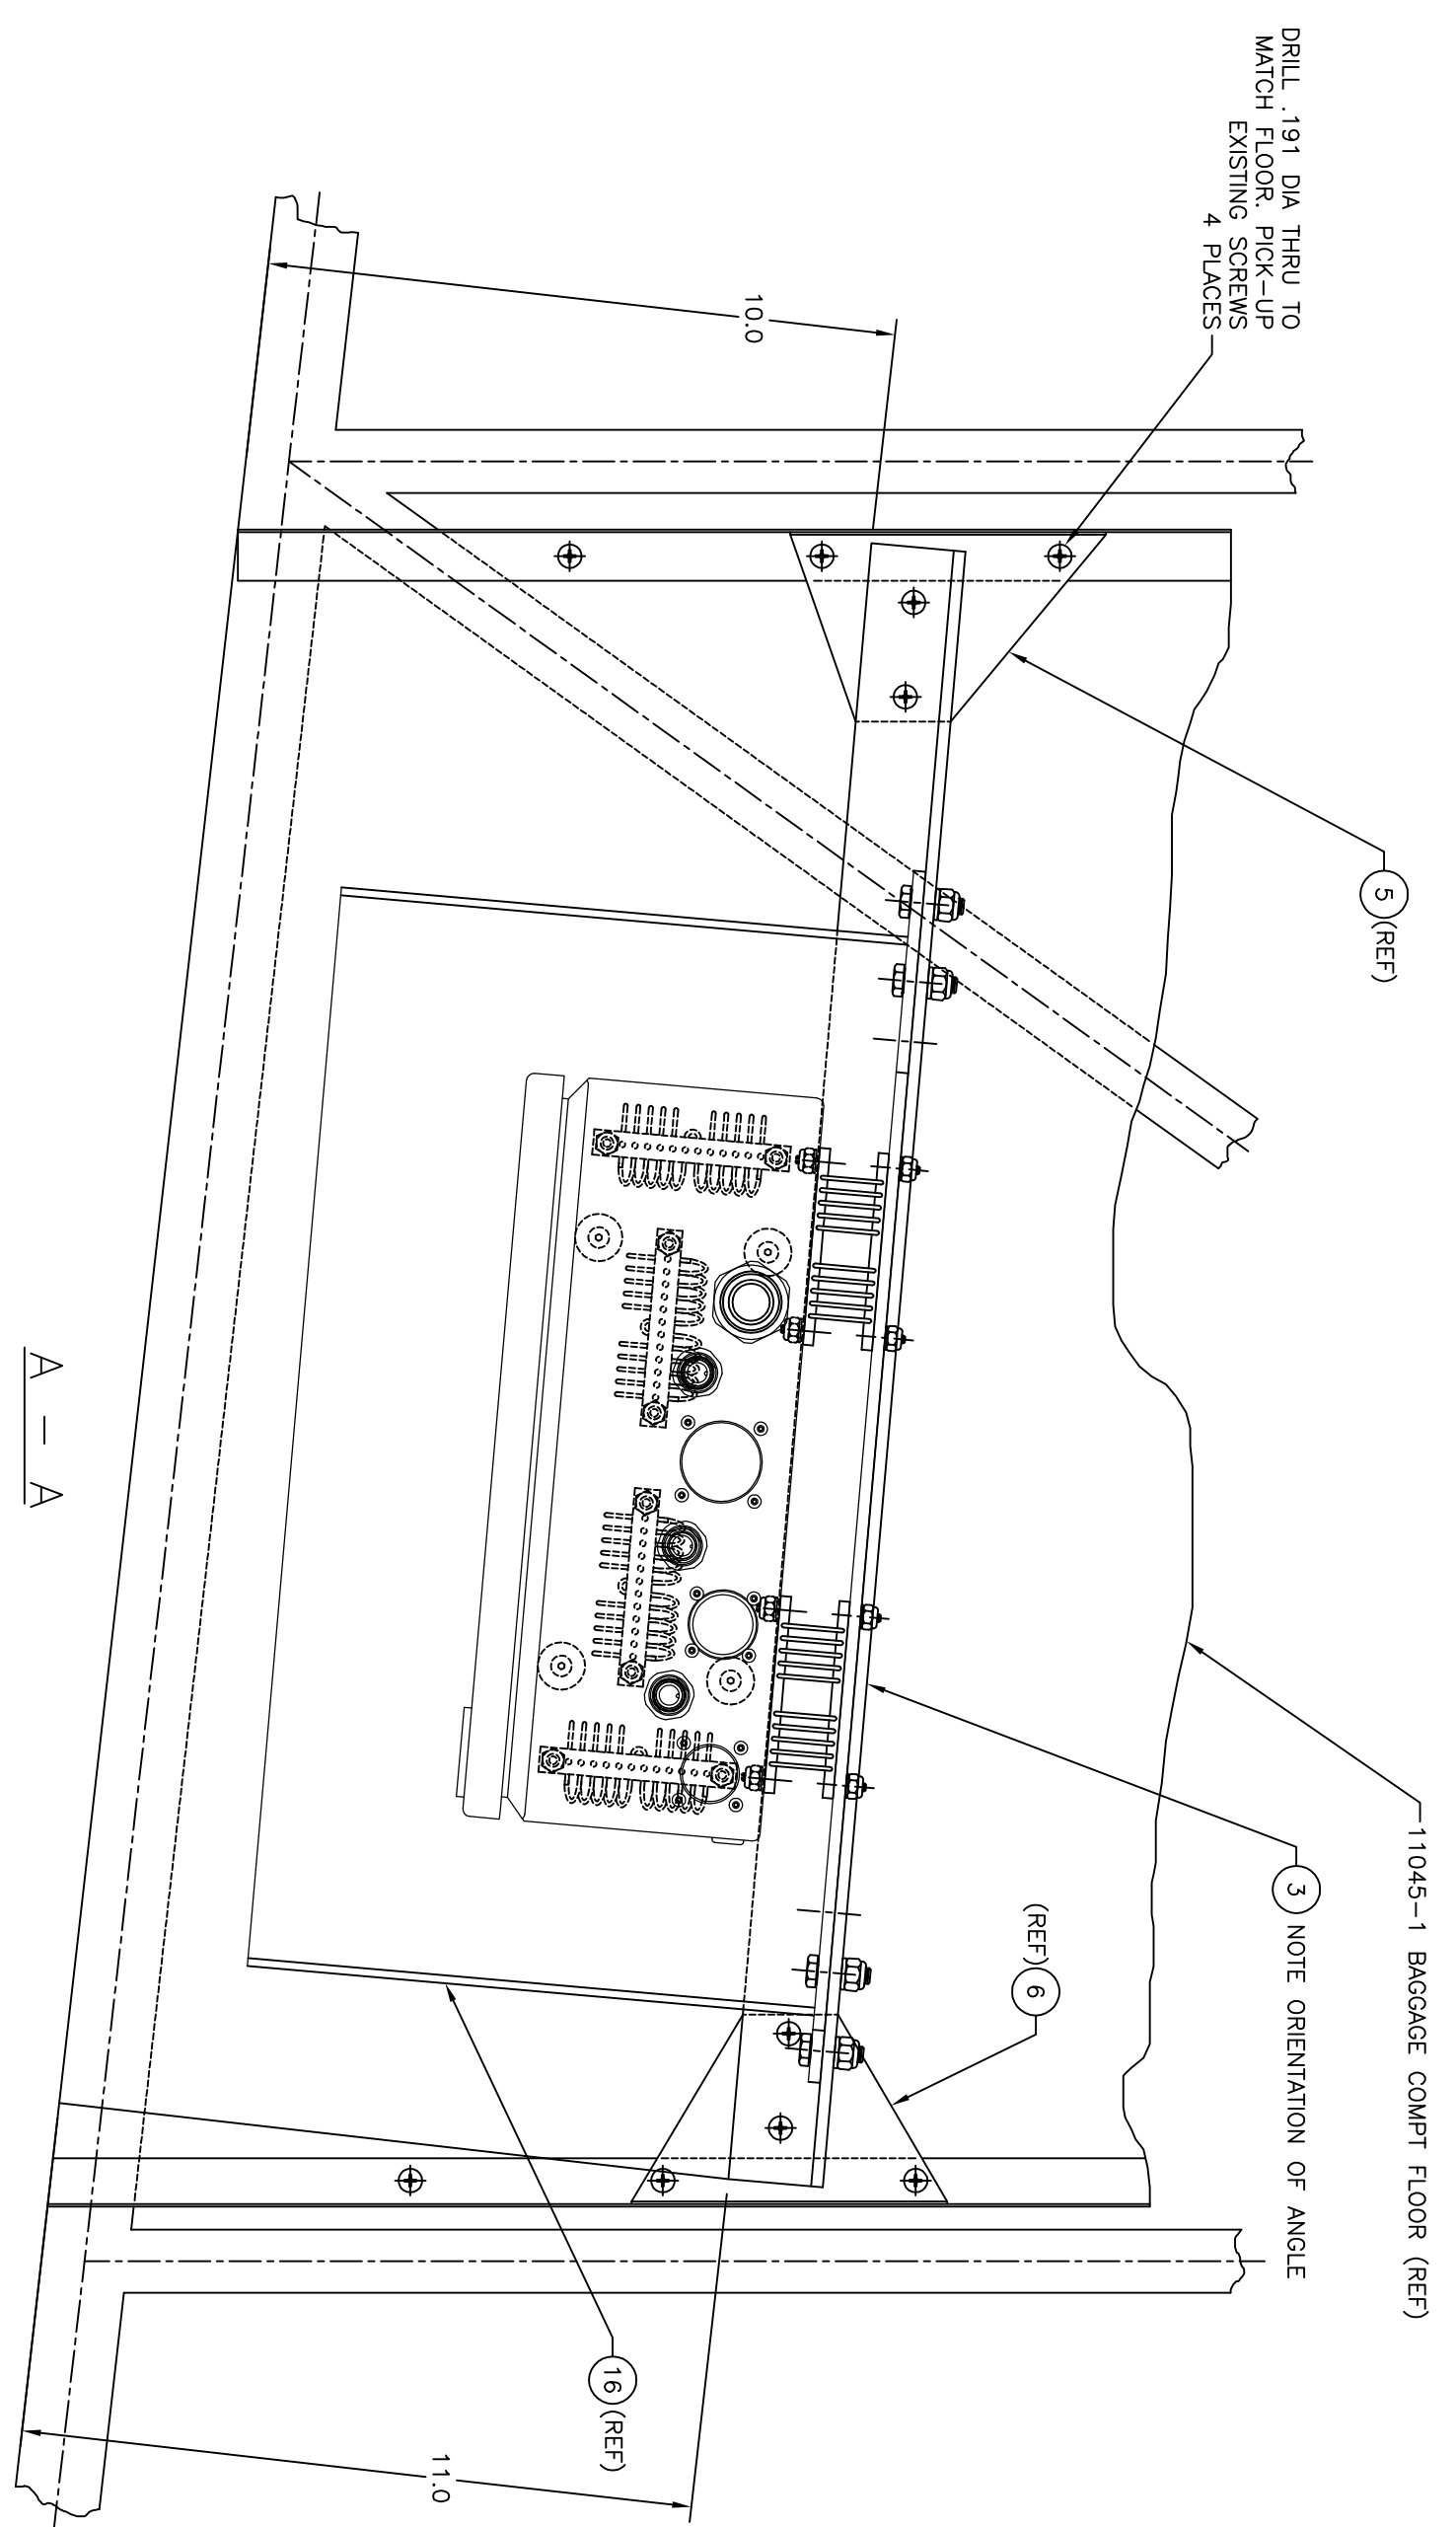 DRILL .191 DIA THRU TO
MATCH FLOOR. PICK-UP
EXISTING SCREWS
4 PLACES
10.0
5 (REF)
11045-1 BAGGAGE COMPT FLOOR (REF)
3 NOTE ORIENTATION OF ANGLE
(REF) 6
16 (REF)
11.0
A - A